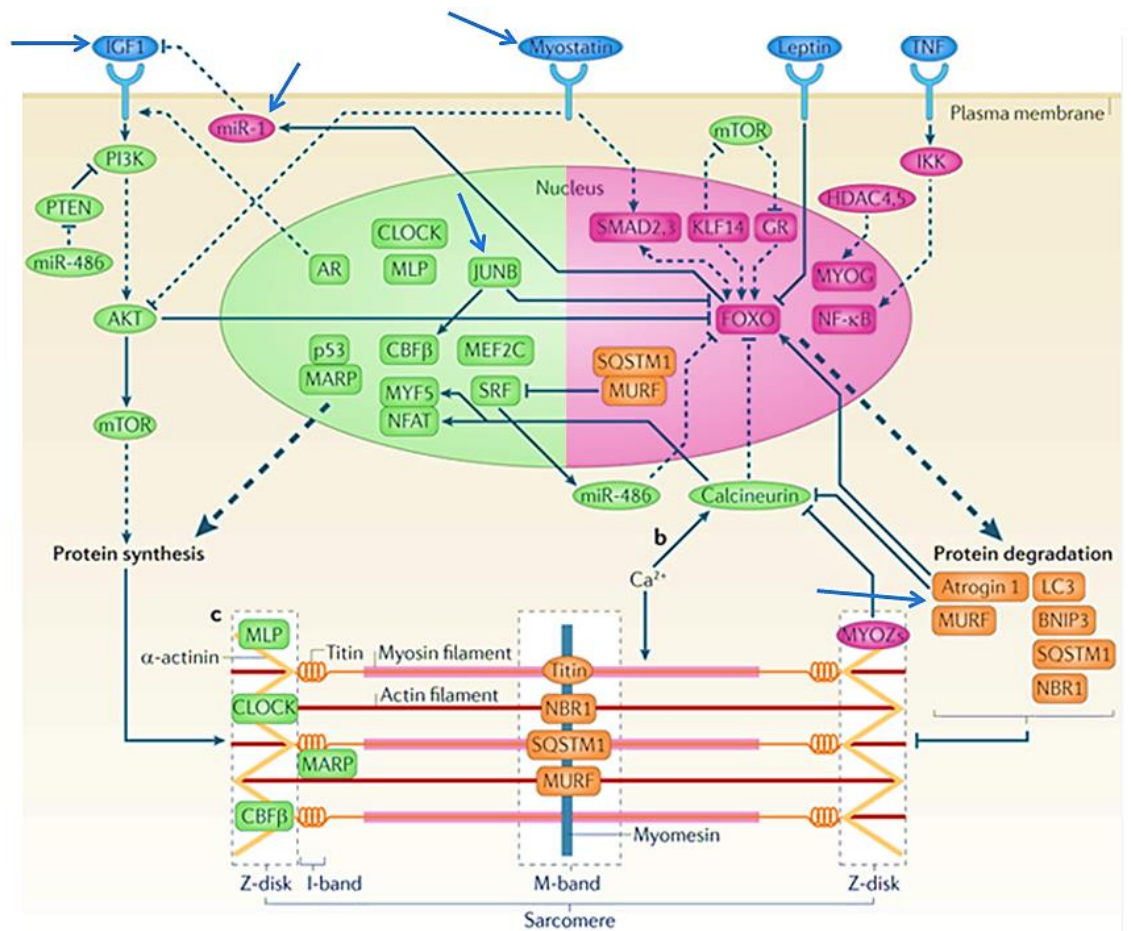 IGF1
Myostatin
Leptin
TNF
Plasma membrane
miR-1
mTOR
PI3K
IKK
Nucleus
HDAC4,5
PTEN
SMAD2,3
KLF14
GR
CLOCK
miR-486
AR
MLP
JUNB
MYOG
AKT
FOXO
NF-κB
p53
CBFβ
MEF2C
SQSTM1
MARP
MYF5
SRF
MURF
NFAT
mTOR
miR-486
Calcineurin
b
Protein synthesis
Protein degradation
Ca²⁺
Atrogin 1
LC3
c
MURF
BNIP3
MLP
MYOZs
α-actinin
Titin
Myosin filament
SQSTM1
Titin
Actin filament
NBR1
CLOCK
NBR1
SQSTM1
MARP
MURF
CBFβ
Myomesin
Z-disk
I-band
M-band
Z-disk
Sarcomere